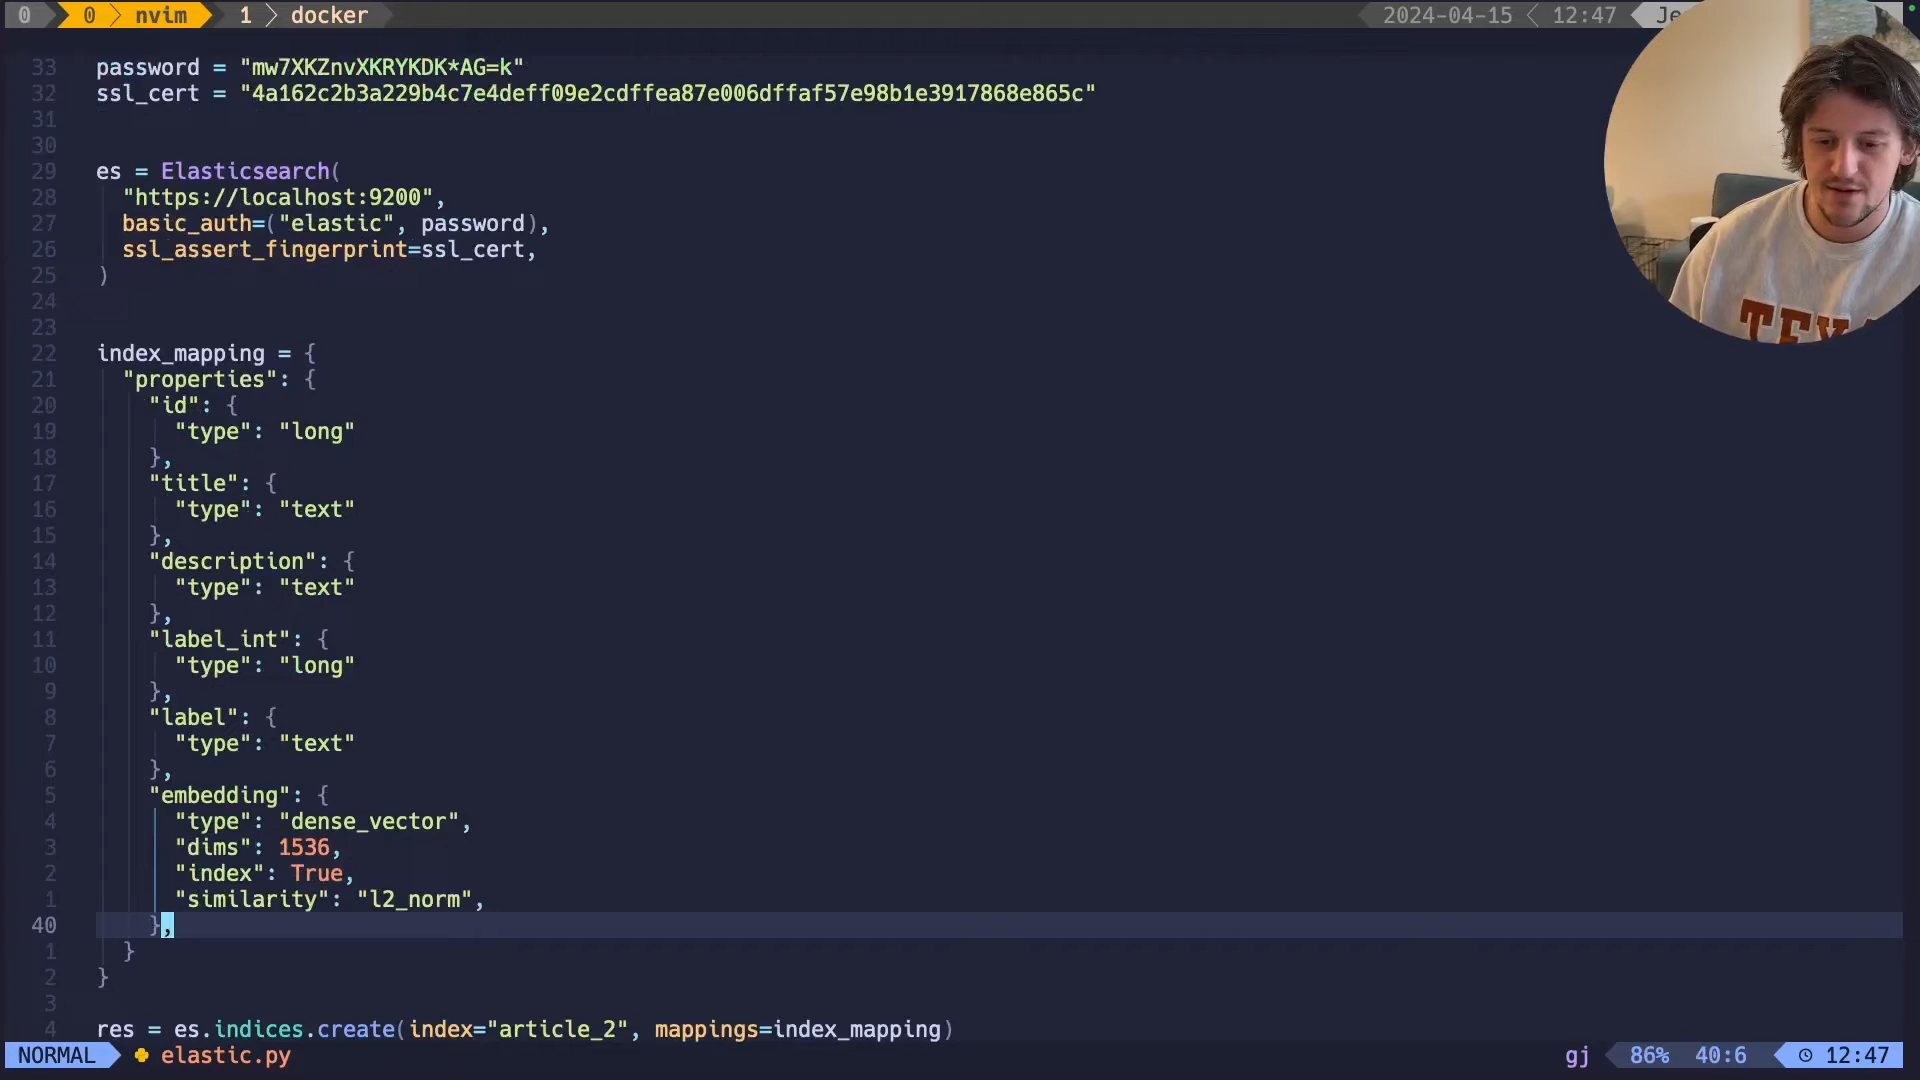 0 0 nvim 1 docker 2024-04-15 12:47
33 password = "mw7XKZnvXKRYKDK*AG=k"
32 ssl_cert = "4a162c2b3a229b4c7e4deff09e2cdffea87e006dffaf57e98b1e3917868e865c"
31
30
29 es = Elasticsearch(
28 "https://localhost:9200",
27 basic_auth=("elastic", password),
26 ssl_assert_fingerprint=ssl_cert,
25 )
24
23
22 index_mapping = {
21 "properties": {
20 "id": {
19 "type": "long"
18 },
17 "title": {
16 "type": "text"
15 },
14 "description": {
13 "type": "text"
12 },
11 "label_int": {
10 "type": "long"
9 },
8 "label": {
7 "type": "text"
6 },
5 "embedding": {
4 "type": "dense_vector",
3 "dims": 1536,
2 "index": True,
1 "similarity": "l2_norm",
40 },
1 }
2 }
3
4 res = es.indices.create(index="article_2", mappings=index_mapping)
NORMAL elastic.py gj 86% 40:6 12:47